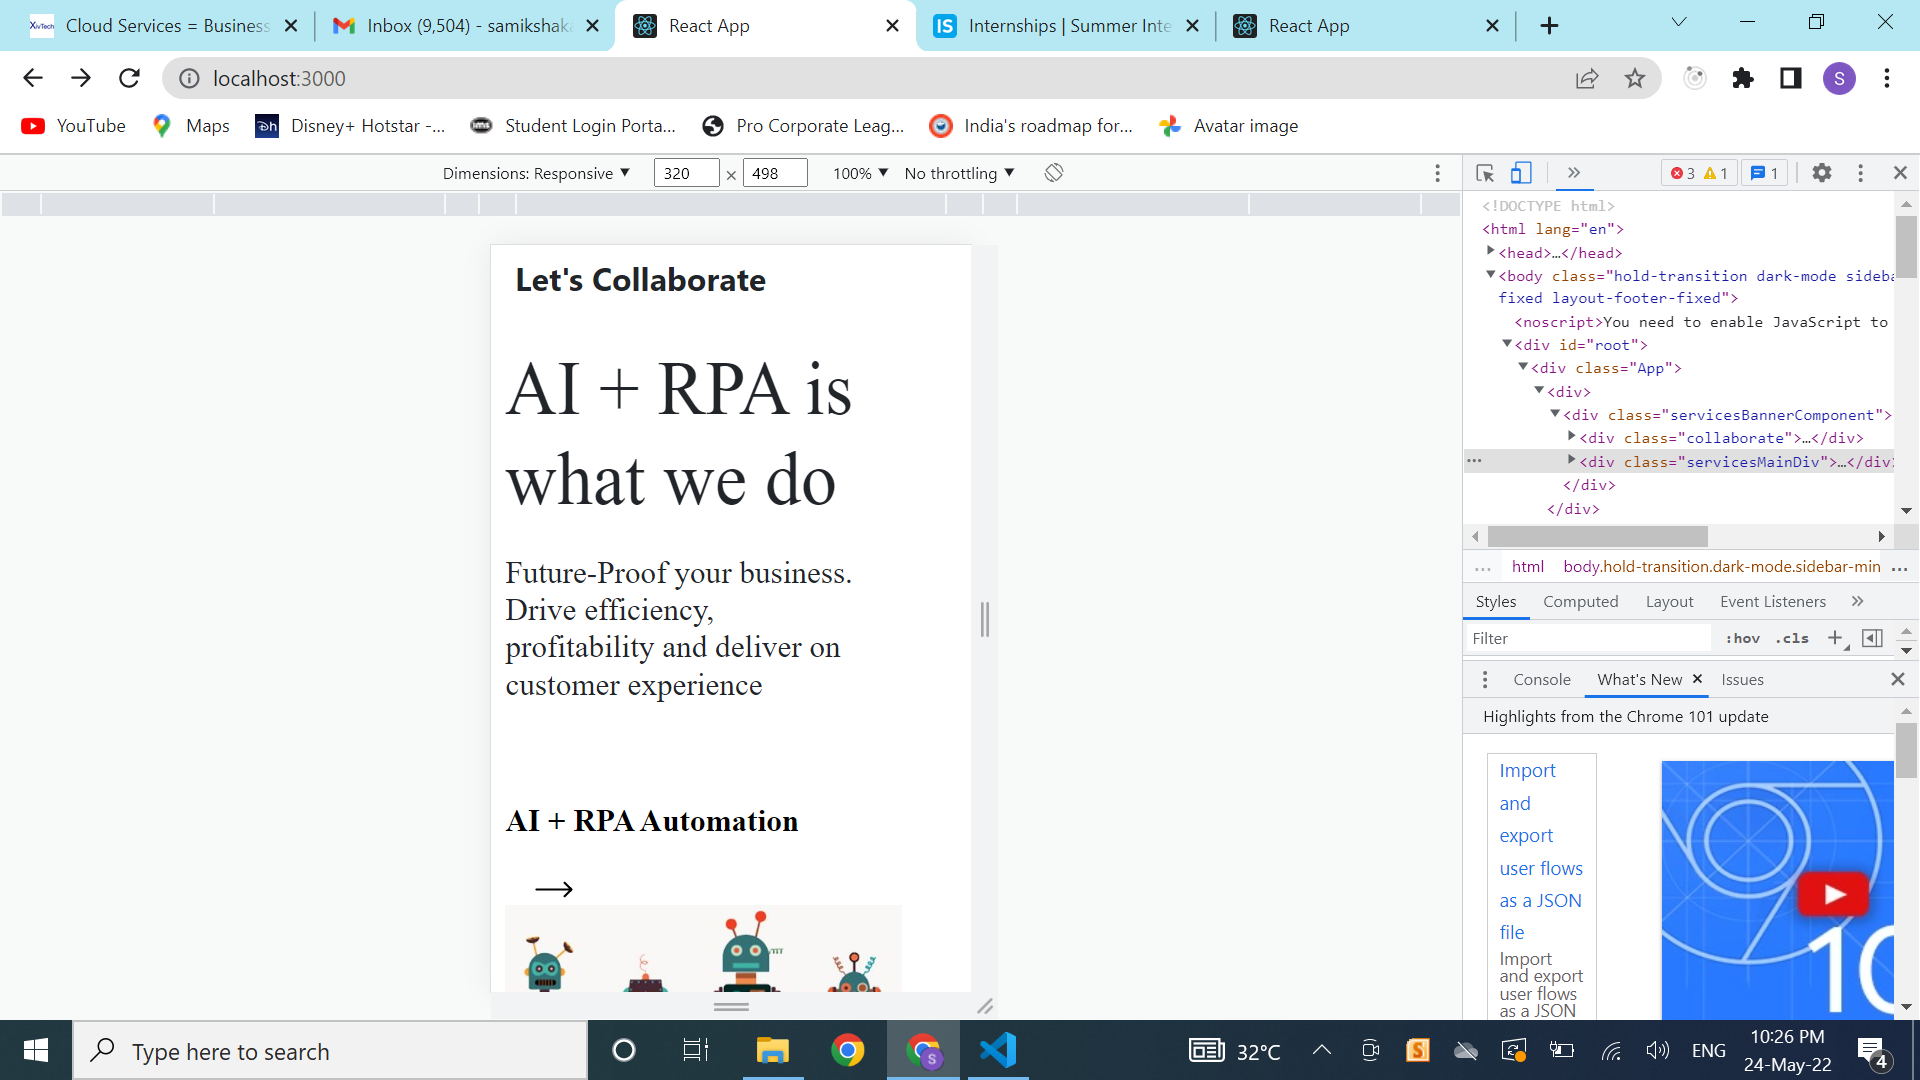 XivTech Cloud Services = Business
Inbox (9,504) - samikshaka
React App
IS Internships | Summer Inte
React App
localhost:3000
S
YouTube
Maps
Disney+ Hotstar -...
Student Login Porta...
Pro Corporate Leag...
India's roadmap for...
Avatar image
Dimensions: Responsive 320 × 498 100% No throttling
3 1 1
Let's Collaborate
AI + RPA is
what we do
Future-Proof your business.
Drive efficiency,
profitability and deliver on
customer experience
AI + RPA Automation
<!DOCTYPE html>
<html lang="en">
<head>…</head>
<body class="hold-transition dark-mode sideba
fixed layout-footer-fixed">
<noscript>You need to enable JavaScript to
<div id="root">
<div class="App">
<div>
<div class="servicesBannerComponent">
<div class="collaborate">…</div>
<div class="servicesMainDiv">…</div>
</div>
</div>
... html body.hold-transition.dark-mode.sidebar-min ...
Styles Computed Layout Event Listeners
Filter :hov .cls
Console What's New Issues
Highlights from the Chrome 101 update
Import
and
export
user flows
as a JSON
file
Import
and export
user flows
as a JSON
10
Type here to search
S
32°C
ENG
10:26 PM
24-May-22
4